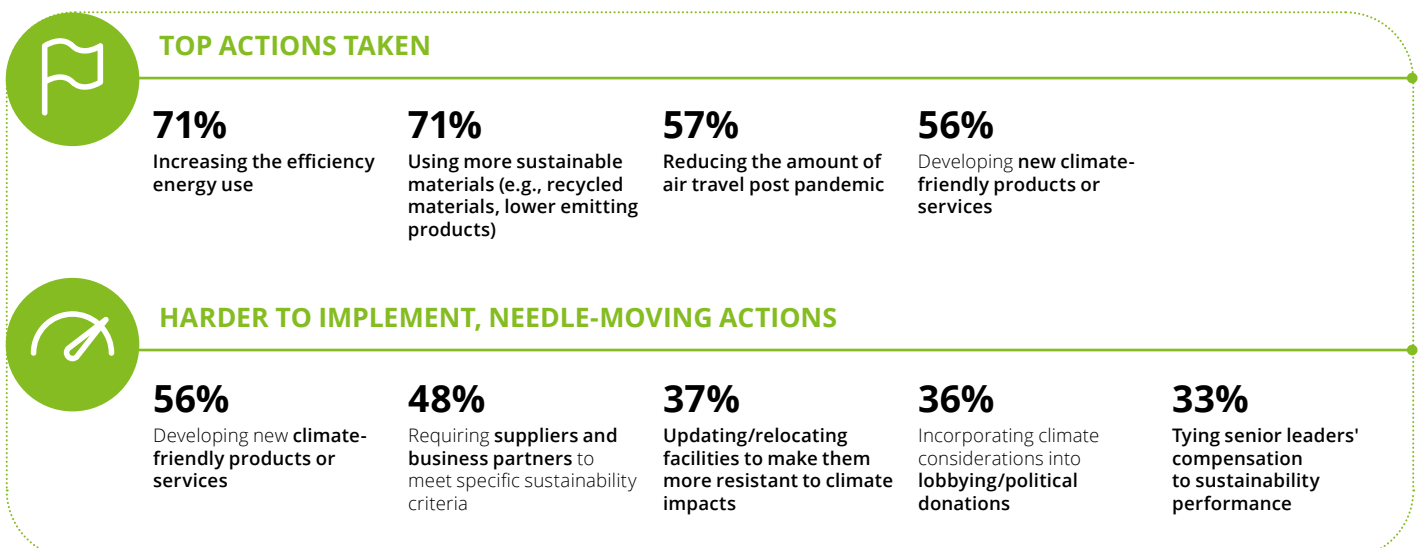 TOP ACTIONS TAKEN
71%
Increasing the efficiency
energy use
71%
Using more sustainable
materials (e.g., recycled
materials, lower emitting
products)
57%
Reducing the amount of
air travel post pandemic
56%
Developing new climate-
friendly products or
services
HARDER TO IMPLEMENT, NEEDLE-MOVING ACTIONS
56%
Developing new climate-
friendly products or
services
48%
Requiring suppliers and
business partners to
meet specific sustainability
criteria
37%
Updating/relocating
facilities to make them
more resistant to climate
impacts
36%
Incorporating climate
considerations into
lobbying/political
donations
33%
Tying senior leaders'
compensation
to sustainability
performance